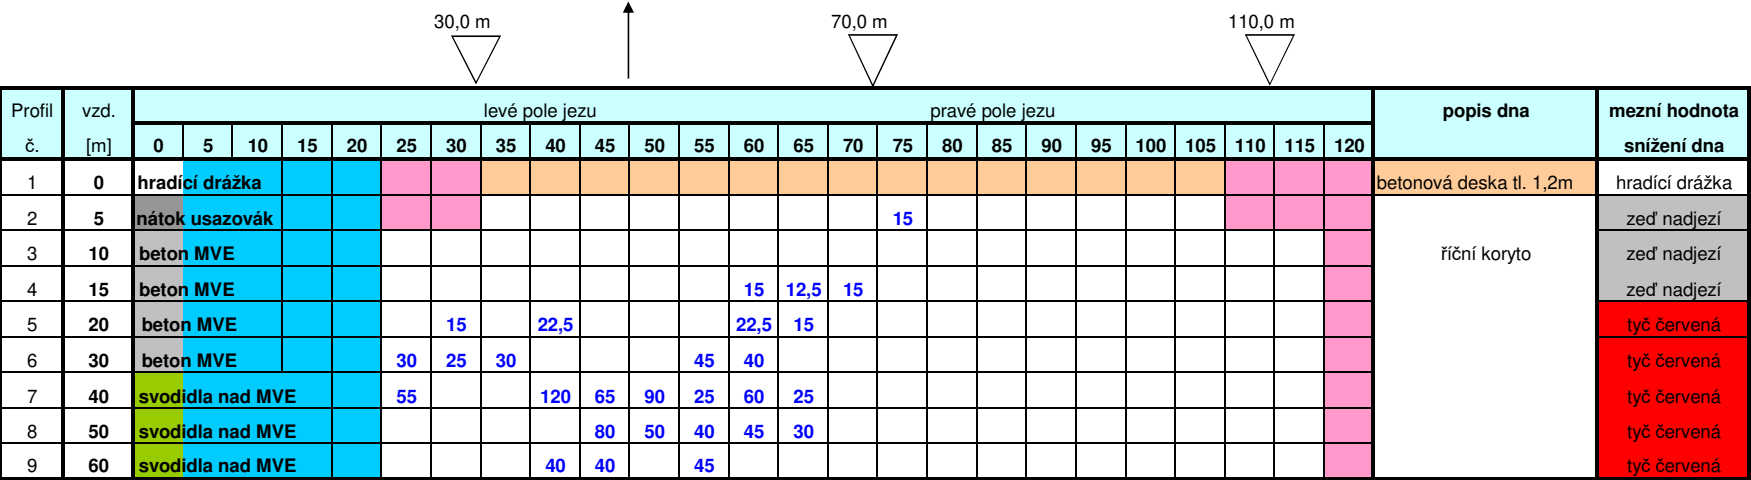 30,0 m 70,0 m 110,0 m
Profil vzd. levé pole jezu pravé pole jezu popis dna mezní hodnota
č. [m] 0 5 10 15 20 25 30 35 40 45 50 55 60 65 70 75 80 85 90 95 100 105 110 115 120 snížení dna
1 0 hradící drážka betonová deska tl. 1,2m hradící drážka
2 5 nátok usazovák 15 zeď nadjezí
3 10 beton MVE říční koryto zeď nadjezí
4 15 beton MVE 15 12,5 15 zeď nadjezí
5 20 beton MVE 15 22,5 22,5 15 tyč červená
6 30 beton MVE 30 25 30 45 40 tyč červená
7 40 svodidla nad MVE 55 120 65 90 25 60 25 tyč červená
8 50 svodidla nad MVE 80 50 40 45 30 tyč červená
9 60 svodidla nad MVE 40 40 45 tyč červená